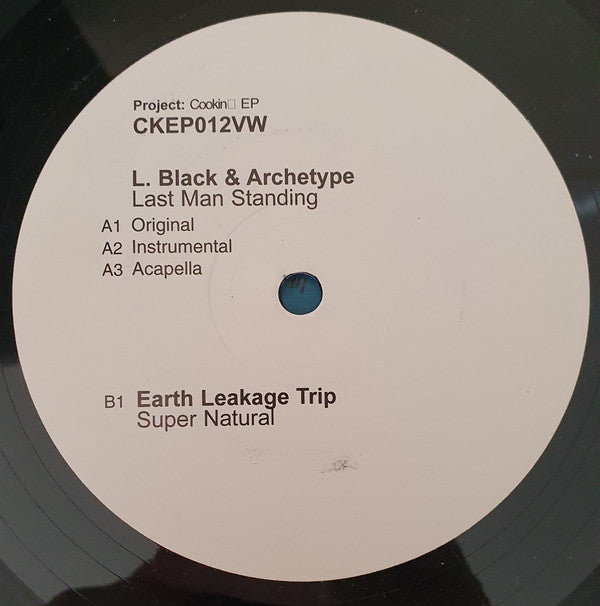 Project: Cookin□ EP
CKEP012VW
L. Black & Archetype
Last Man Standing
A1 Original
A2 Instrumental
A3 Acapella
B1 Earth Leakage Trip
Super Natural